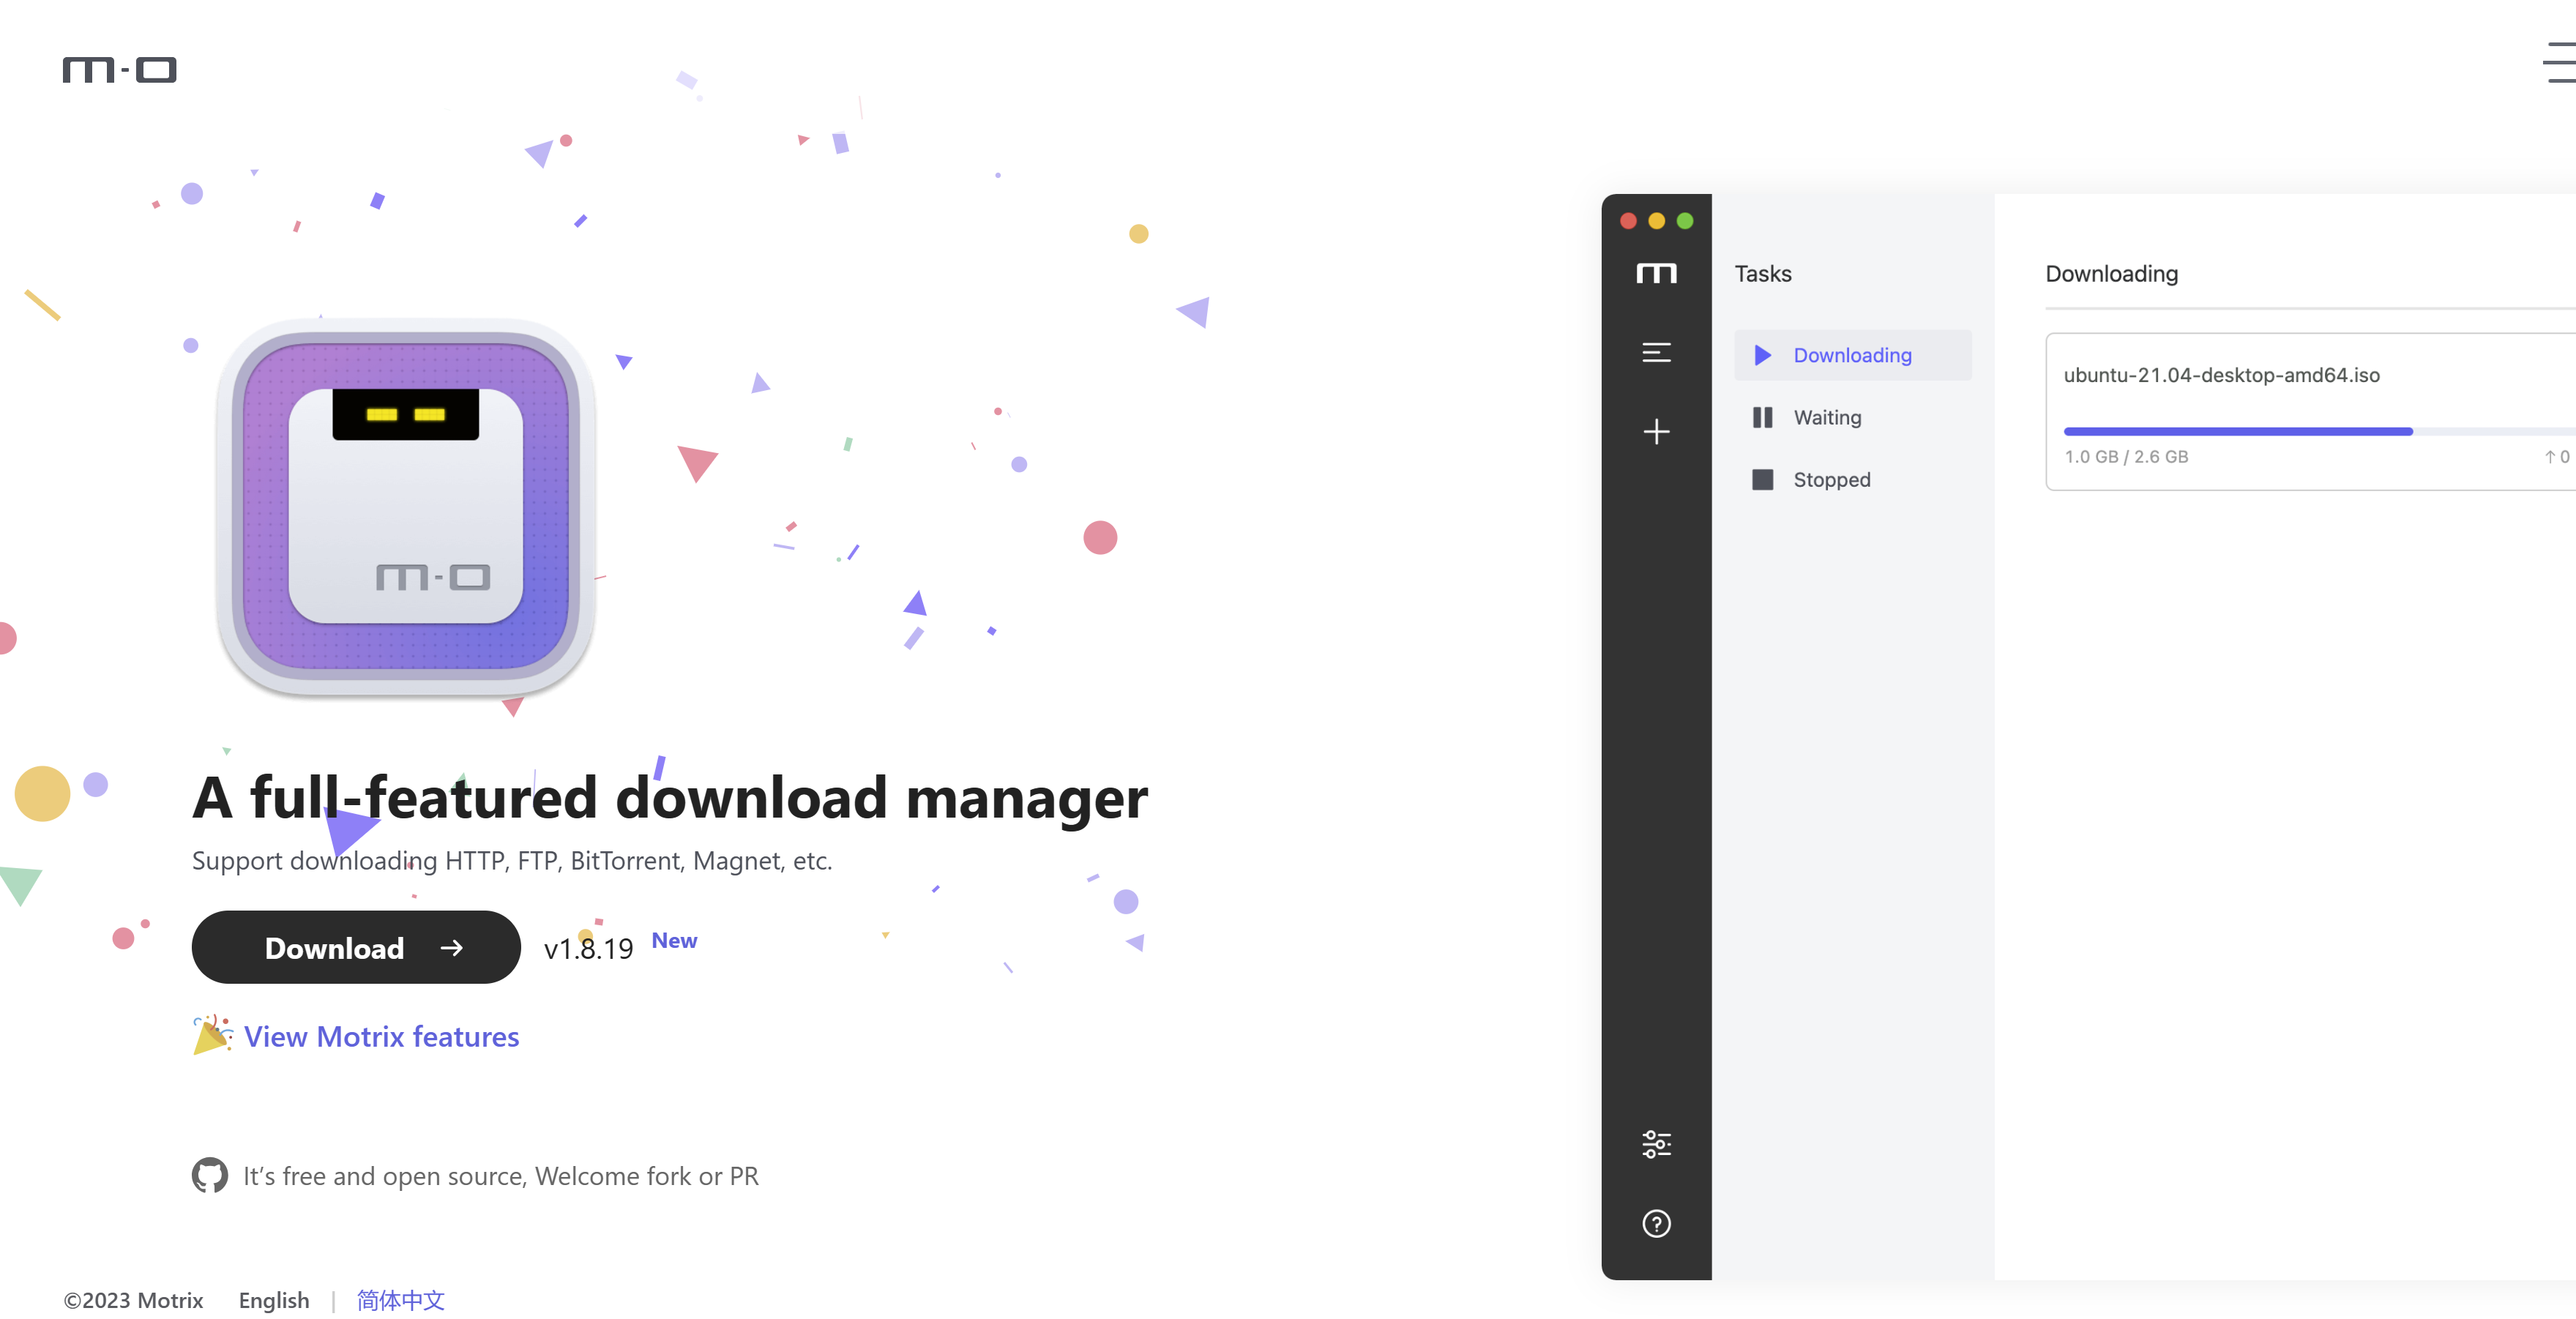 m-o
m-o
A full-featured download manager
Support downloading HTTP, FTP, BitTorrent, Magnet, etc.
Download → v1.8.19 New
View Motrix features
It’s free and open source, Welcome fork or PR
©2023 Motrix English | 简体中文
m
Tasks
Downloading
Waiting
Stopped
Downloading
ubuntu-21.04-desktop-amd64.iso
1.0 GB / 2.6 GB ↑ 0